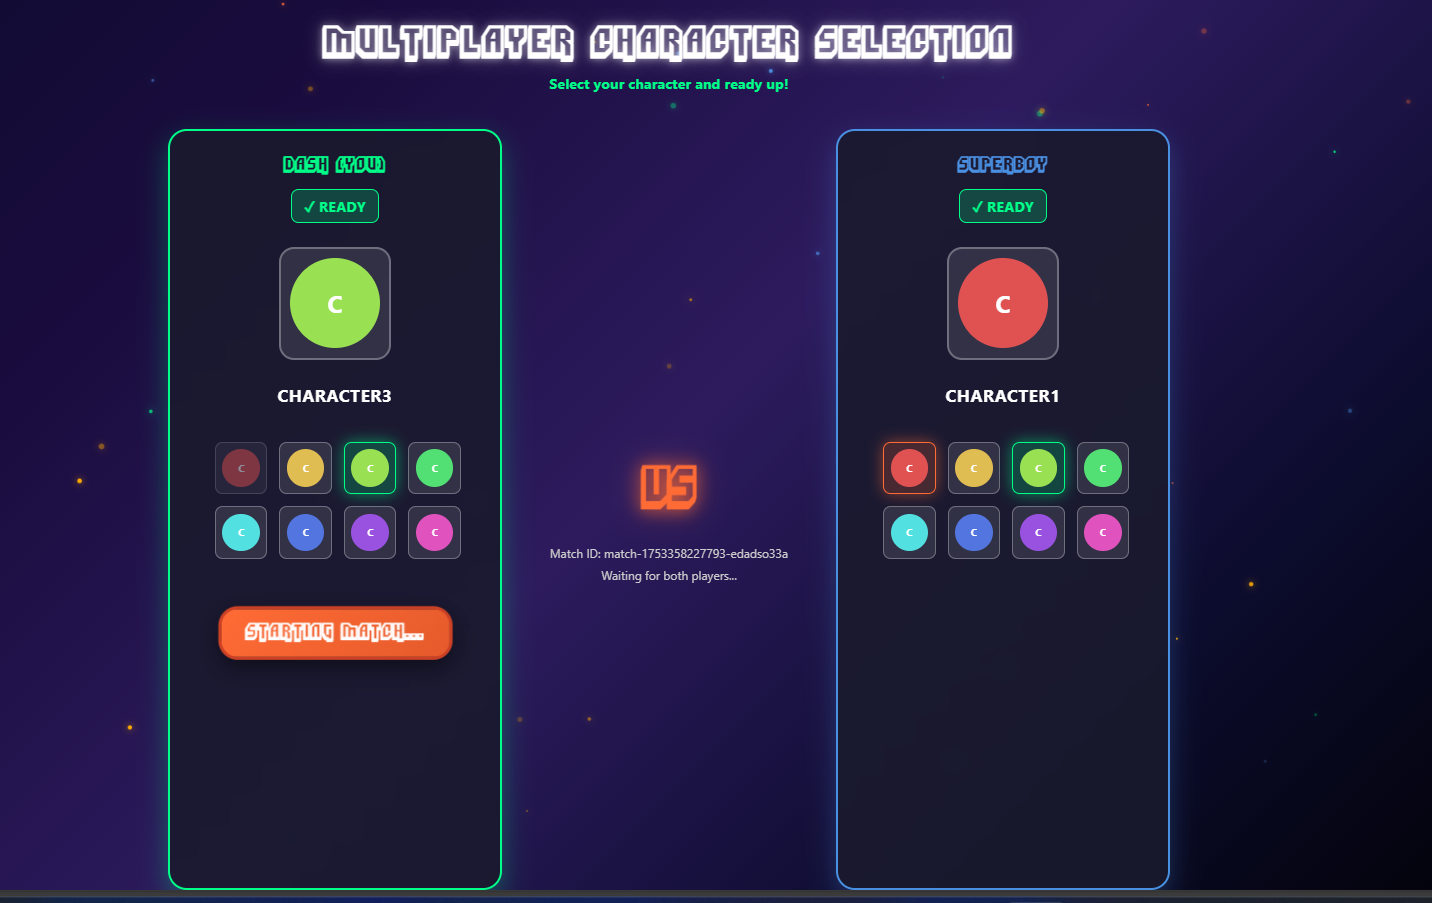 MULTIPLAYER CHARACTER SELECTION
Select your character and ready up!
DASH (YOU)
✓ READY
C
CHARACTER3
C C C C
C C C C
STARTING MATCH...
VS
Match ID: match-1753358227793-edadso33a
Waiting for both players...
SUPERBOY
✓ READY
C
CHARACTER1
C C C C
C C C C